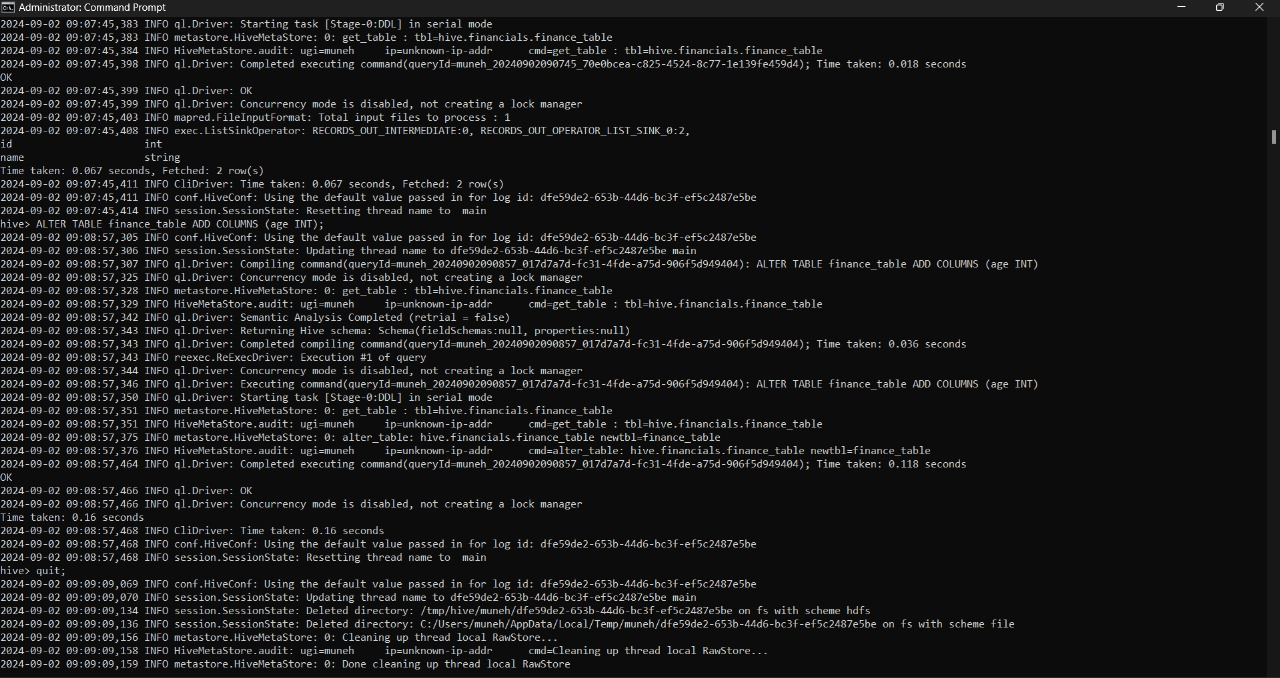 Administrator: Command Prompt
2024-09-02 09:07:45,383 INFO ql.Driver: Starting task [Stage-0:DDL] in serial mode
2024-09-02 09:07:45,383 INFO metastore.HiveMetaStore: 0: get_table : tbl=hive.financials.finance_table
2024-09-02 09:07:45,384 INFO HiveMetaStore.audit: ugi=muneh     ip=unknown-ip-addr      cmd=get_table : tbl=hive.financials.finance_table
2024-09-02 09:07:45,398 INFO ql.Driver: Completed executing command(queryId=muneh_20240902090745_70e0bcea-c825-4524-8c77-1e139fe459d4); Time taken: 0.018 seconds
OK
2024-09-02 09:07:45,399 INFO ql.Driver: OK
2024-09-02 09:07:45,399 INFO ql.Driver: Concurrency mode is disabled, not creating a lock manager
2024-09-02 09:07:45,403 INFO mapred.FileInputFormat: Total input files to process : 1
2024-09-02 09:07:45,408 INFO exec.ListSinkOperator: RECORDS_OUT_INTERMEDIATE:0, RECORDS_OUT_OPERATOR_LIST_SINK_0:2,
id                      int
name                    string
Time taken: 0.067 seconds, Fetched: 2 row(s)
2024-09-02 09:07:45,411 INFO CliDriver: Time taken: 0.067 seconds, Fetched: 2 row(s)
2024-09-02 09:07:45,411 INFO conf.HiveConf: Using the default value passed in for log id: dfe59de2-653b-44d6-bc3f-ef5c2487e5be
2024-09-02 09:07:45,414 INFO session.SessionState: Resetting thread name to  main
hive> ALTER TABLE finance_table ADD COLUMNS (age INT);
2024-09-02 09:08:57,305 INFO conf.HiveConf: Using the default value passed in for log id: dfe59de2-653b-44d6-bc3f-ef5c2487e5be
2024-09-02 09:08:57,306 INFO session.SessionState: Updating thread name to dfe59de2-653b-44d6-bc3f-ef5c2487e5be main
2024-09-02 09:08:57,307 INFO ql.Driver: Compiling command(queryId=muneh_20240902090857_017d7a7d-fc31-4fde-a75d-906f5d949404): ALTER TABLE finance_table ADD COLUMNS (age INT)
2024-09-02 09:08:57,325 INFO ql.Driver: Concurrency mode is disabled, not creating a lock manager
2024-09-02 09:08:57,328 INFO metastore.HiveMetaStore: 0: get_table : tbl=hive.financials.finance_table
2024-09-02 09:08:57,329 INFO HiveMetaStore.audit: ugi=muneh     ip=unknown-ip-addr      cmd=get_table : tbl=hive.financials.finance_table
2024-09-02 09:08:57,342 INFO ql.Driver: Semantic Analysis Completed (retrial = false)
2024-09-02 09:08:57,343 INFO ql.Driver: Returning Hive schema: Schema(fieldSchemas:null, properties:null)
2024-09-02 09:08:57,343 INFO ql.Driver: Completed compiling command(queryId=muneh_20240902090857_017d7a7d-fc31-4fde-a75d-906f5d949404); Time taken: 0.036 seconds
2024-09-02 09:08:57,343 INFO reexec.ReExecDriver: Execution #1 of query
2024-09-02 09:08:57,344 INFO ql.Driver: Concurrency mode is disabled, not creating a lock manager
2024-09-02 09:08:57,346 INFO ql.Driver: Executing command(queryId=muneh_20240902090857_017d7a7d-fc31-4fde-a75d-906f5d949404): ALTER TABLE finance_table ADD COLUMNS (age INT)
2024-09-02 09:08:57,350 INFO ql.Driver: Starting task [Stage-0:DDL] in serial mode
2024-09-02 09:08:57,351 INFO metastore.HiveMetaStore: 0: get_table : tbl=hive.financials.finance_table
2024-09-02 09:08:57,351 INFO HiveMetaStore.audit: ugi=muneh     ip=unknown-ip-addr      cmd=get_table : tbl=hive.financials.finance_table
2024-09-02 09:08:57,375 INFO metastore.HiveMetaStore: 0: alter_table: hive.financials.finance_table newtbl=finance_table
2024-09-02 09:08:57,376 INFO HiveMetaStore.audit: ugi=muneh     ip=unknown-ip-addr      cmd=alter_table: hive.financials.finance_table newtbl=finance_table
2024-09-02 09:08:57,464 INFO ql.Driver: Completed executing command(queryId=muneh_20240902090857_017d7a7d-fc31-4fde-a75d-906f5d949404); Time taken: 0.118 seconds
OK
2024-09-02 09:08:57,466 INFO ql.Driver: OK
2024-09-02 09:08:57,466 INFO ql.Driver: Concurrency mode is disabled, not creating a lock manager
Time taken: 0.16 seconds
2024-09-02 09:08:57,468 INFO CliDriver: Time taken: 0.16 seconds
2024-09-02 09:08:57,468 INFO conf.HiveConf: Using the default value passed in for log id: dfe59de2-653b-44d6-bc3f-ef5c2487e5be
2024-09-02 09:08:57,468 INFO session.SessionState: Resetting thread name to  main
hive> quit;
2024-09-02 09:09:09,069 INFO conf.HiveConf: Using the default value passed in for log id: dfe59de2-653b-44d6-bc3f-ef5c2487e5be
2024-09-02 09:09:09,070 INFO session.SessionState: Updating thread name to dfe59de2-653b-44d6-bc3f-ef5c2487e5be main
2024-09-02 09:09:09,134 INFO session.SessionState: Deleted directory: /tmp/hive/muneh/dfe59de2-653b-44d6-bc3f-ef5c2487e5be on fs with scheme hdfs
2024-09-02 09:09:09,136 INFO session.SessionState: Deleted directory: C:/Users/muneh/AppData/Local/Temp/muneh/dfe59de2-653b-44d6-bc3f-ef5c2487e5be on fs with scheme file
2024-09-02 09:09:09,156 INFO metastore.HiveMetaStore: 0: Cleaning up thread local RawStore...
2024-09-02 09:09:09,158 INFO HiveMetaStore.audit: ugi=muneh     ip=unknown-ip-addr      cmd=Cleaning up thread local RawStore...
2024-09-02 09:09:09,159 INFO metastore.HiveMetaStore: 0: Done cleaning up thread local RawStore